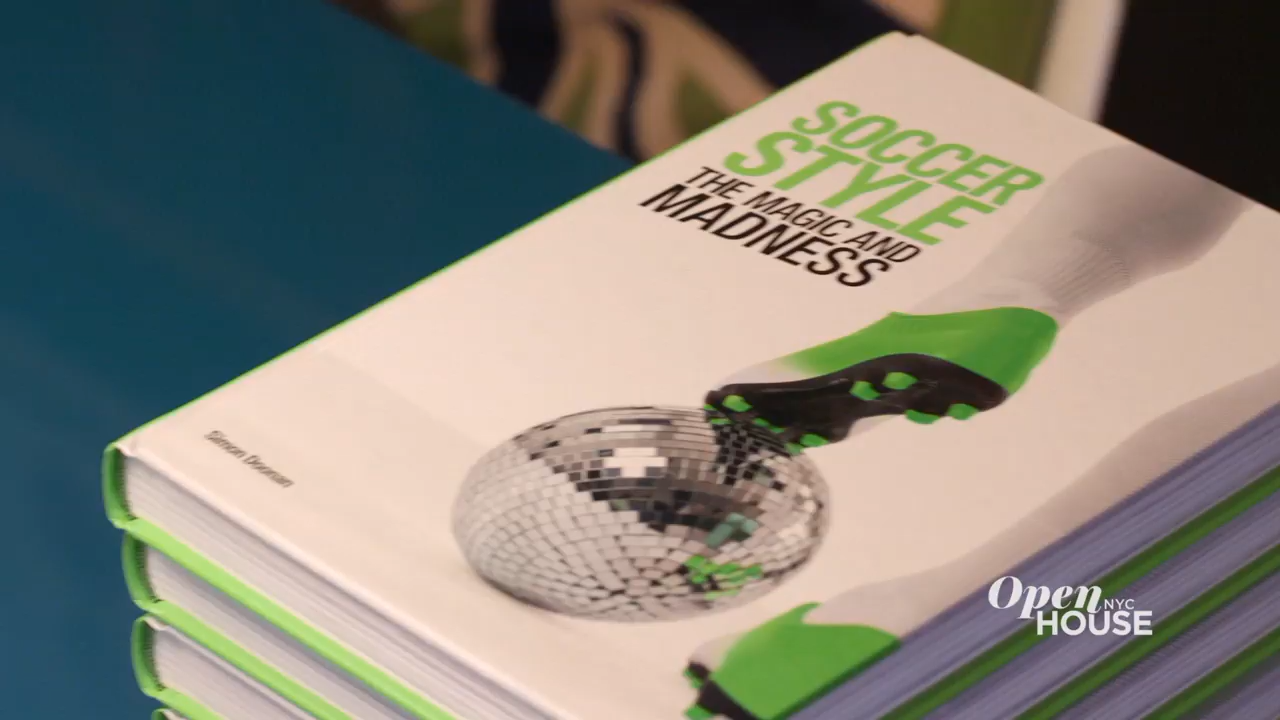 SOCCER
STYLE
THE MAGIC AND
MADNESS
Simon Doonan
Open NYC
HOUSE